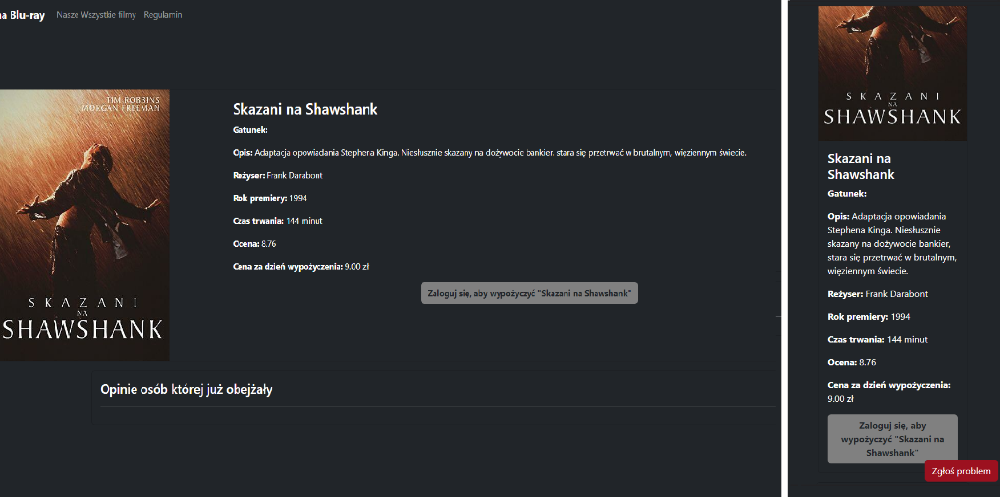 na Blu-ray Nasze Wszystkie filmy Regulamin
TIM ROBBINS
MORGAN FREEMAN
SKAZANI
NA
SHAWSHANK
Skazani na Shawshank
Gatunek:
Opis: Adaptacja opowiadania Stephera Kinga. Niesłusznie skazany na dożywocie bankier. stara się przetrwać w brutalnym, więziennym świecie.
Reżyser: Frank Darabont
Rok premiery: 1994
Czas trwania: 144 minut
Ocena: 8.76
Cena za dzień wypożyczenia: 9.00 zł
Zaloguj się, aby wypożyczyć "Skazani na Shawshank"
Opinie osób której już obejżały
SKAZANI
NA
SHAWSHANK
Skazani na
Shawshank
Gatunek:
Opis: Adaptacja opowiadania
Stephena Kinga. Niesłusznie
skazany na dożywocie bankier,
stara się przetrwać w brutalnym,
więziennym świecie.
Reżyser: Frank Darabont
Rok premiery: 1994
Czas trwania: 144 minut
Ocena: 8.76
Cena za dzień wypożyczenia:
9.00 zł
Zaloguj się, aby
wypożyczyć "Skazani na
Shawshank"
Zgłoś problem